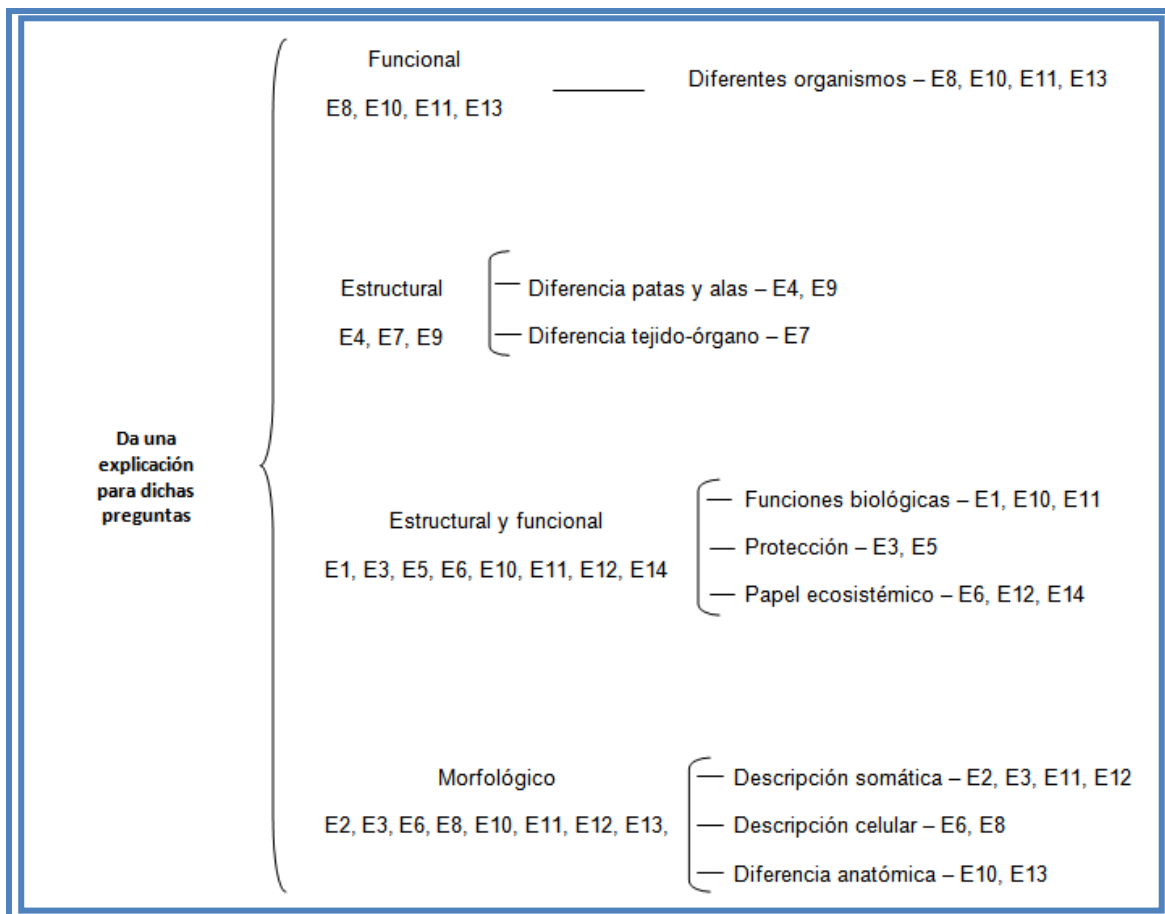 Funcional
E8, E10, E11, E13
Diferentes organismos – E8, E10, E11, E13
Estructural
E4, E7, E9
Diferencia patas y alas – E4, E9
Diferencia tejido-órgano – E7
Da una
explicación
para dichas
preguntas
Estructural y funcional
E1, E3, E5, E6, E10, E11, E12, E14
Funciones biológicas – E1, E10, E11
Protección – E3, E5
Papel ecosistémico – E6, E12, E14
Morfológico
E2, E3, E6, E8, E10, E11, E12, E13,
Descripción somática – E2, E3, E11, E12
Descripción celular – E6, E8
Diferencia anatómica – E10, E13